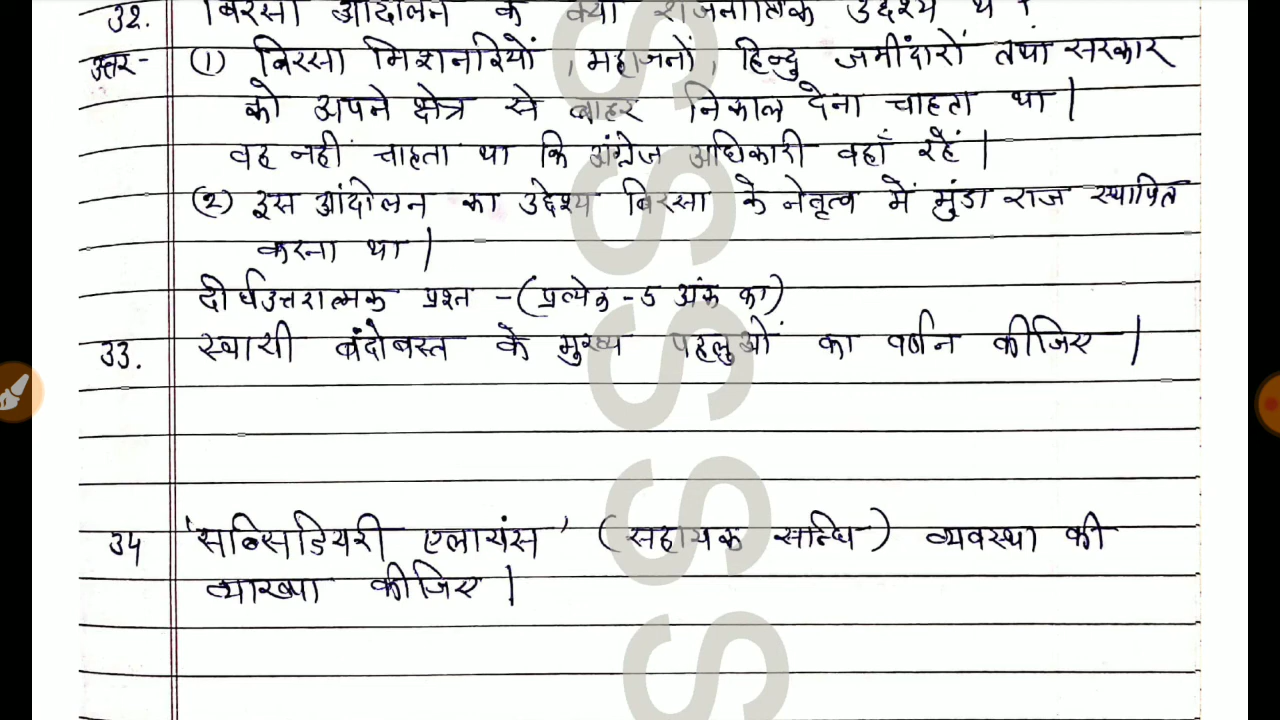 32. बिरसा आंदोलन के क्या राजनीतिक उद्देश्य थे ?
उत्तर- (1) बिरसा मिशनरियों, महाजनों, हिन्दु जमींदारों तथा सरकार
को अपने क्षेत्र से बाहर निकाल देना चाहता था |
वह नहीं चाहता था कि अंग्रेज अधिकारी वहाँ रहें |
(2) इस आंदोलन का उद्देश्य बिरसा के नेतृत्व में मुंडा राज स्थापित
करना था |
दीर्घउत्तरात्मक प्रश्न -(प्रत्येक - 5 अंक का)
33. स्थायी बंदोबस्त के मुख्य पहलुओं का वर्णन कीजिए |
34 'सब्सिडियरी एलायंस' (सहायक सन्धि) व्यवस्था की
व्याख्या कीजिए |
SSSSS